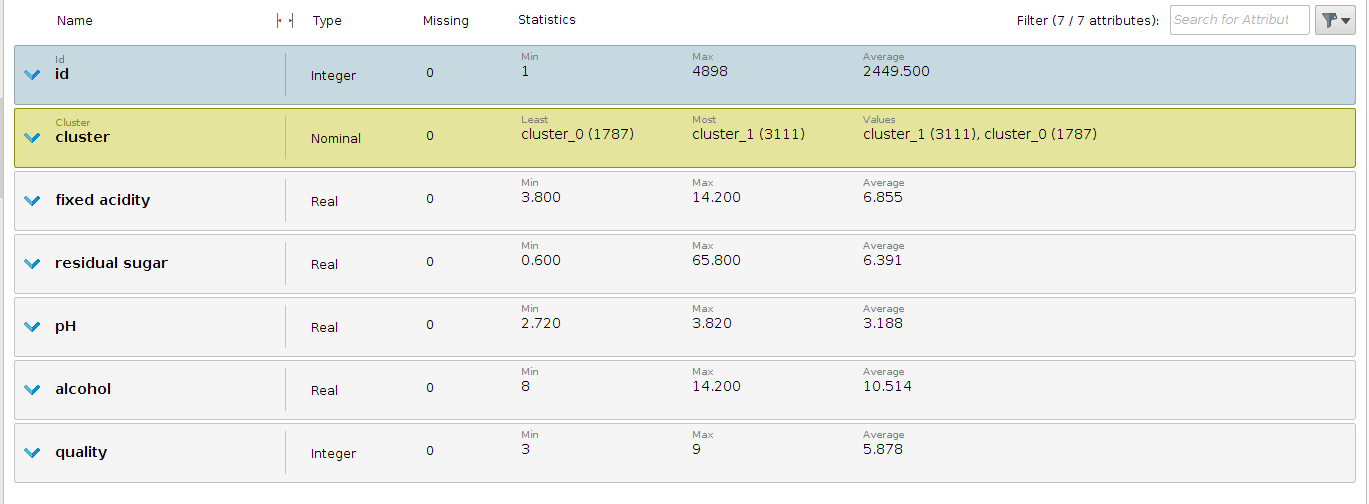 Name Type Missing Statistics Filter (7 / 7 attributes): Search for Attribut
Id Min Max Average
id Integer 0 1 4898 2449.500
Cluster Least Most Values
cluster Nominal 0 cluster_0 (1787) cluster_1 (3111) cluster_1 (3111), cluster_0 (1787)
Min Max Average
fixed acidity Real 0 3.800 14.200 6.855
Min Max Average
residual sugar Real 0 0.600 65.800 6.391
Min Max Average
pH Real 0 2.720 3.820 3.188
Min Max Average
alcohol Real 0 8 14.200 10.514
Min Max Average
quality Integer 0 3 9 5.878